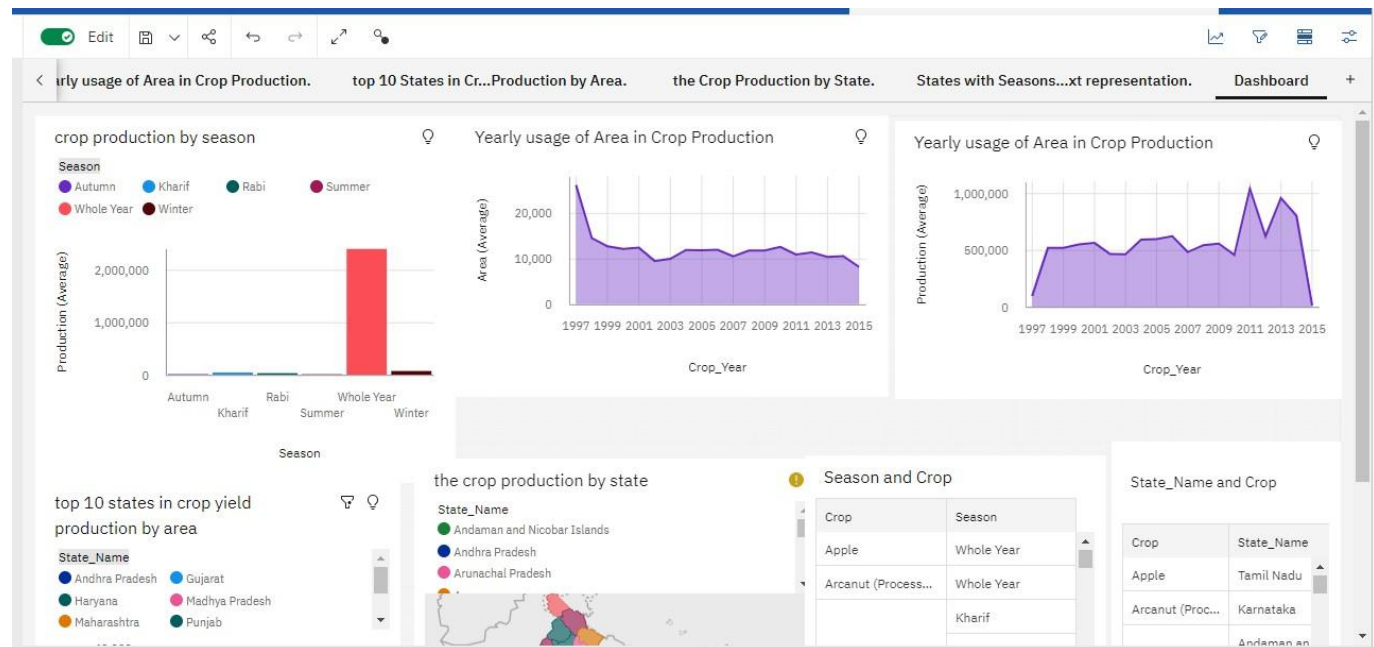 Edit
arly usage of Area in Crop Production.
top 10 States in Cr...Production by Area.
the Crop Production by State.
States with Seasons...xt representation.
Dashboard
+
crop production by season
Season
Autumn Kharif Rabi Summer
Whole Year Winter
Production (Average)
2,000,000
1,000,000
0
Autumn Rabi Whole Year
Kharif Summer Winter
Season
Yearly usage of Area in Crop Production
Area (Average)
20,000
10,000
0
1997 1999 2001 2003 2005 2007 2009 2011 2013 2015
Crop_Year
Yearly usage of Area in Crop Production
Production (Average)
1,000,000
500,000
0
1997 1999 2001 2003 2005 2007 2009 2011 2013 2015
Crop_Year
top 10 states in crop yield
production by area
State_Name
Andhra Pradesh Gujarat
Haryana Madhya Pradesh
Maharashtra Punjab
the crop production by state
State_Name
Andaman and Nicobar Islands
Andhra Pradesh
Arunachal Pradesh
Season and Crop
Crop Season
Apple Whole Year
Arcanut (Process... Whole Year
Kharif
State_Name and Crop
Crop State_Name
Apple Tamil Nadu
Arcanut (Proc... Karnataka
Andaman an